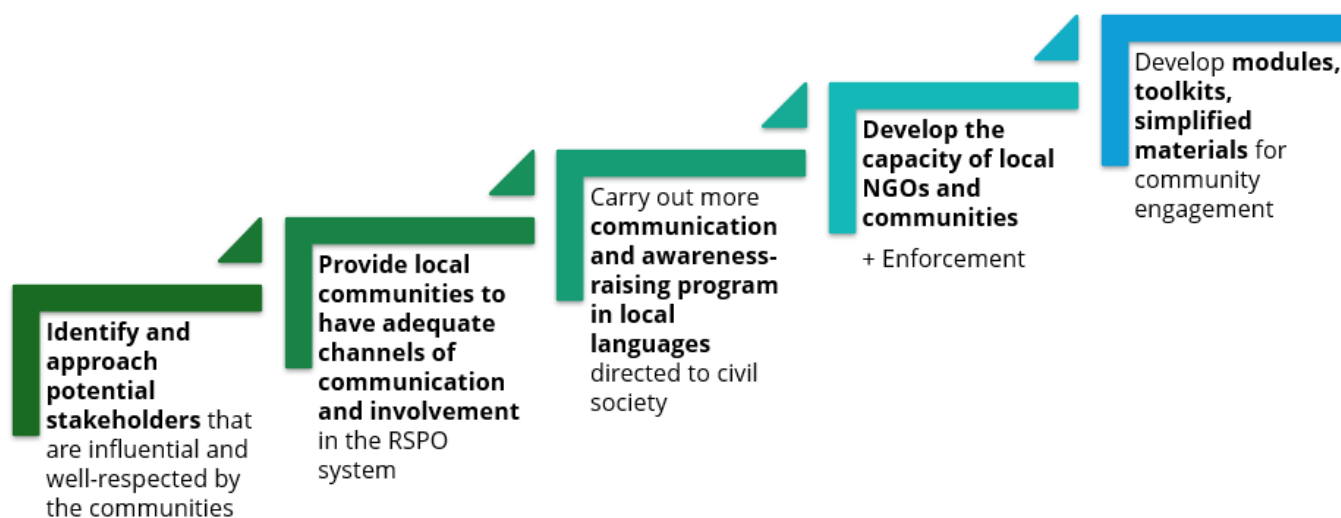 Identify and
approach
potential
stakeholders that
are influential and
well-respected by
the communities
Provide local
communities to
have adequate
channels of
communication
and involvement
in the RSPO
system
Carry out more
communication
and awareness-
raising program
in local
languages
directed to civil
society
Develop the
capacity of local
NGOs and
communities
+ Enforcement
Develop modules,
toolkits,
simplified
materials for
community
engagement